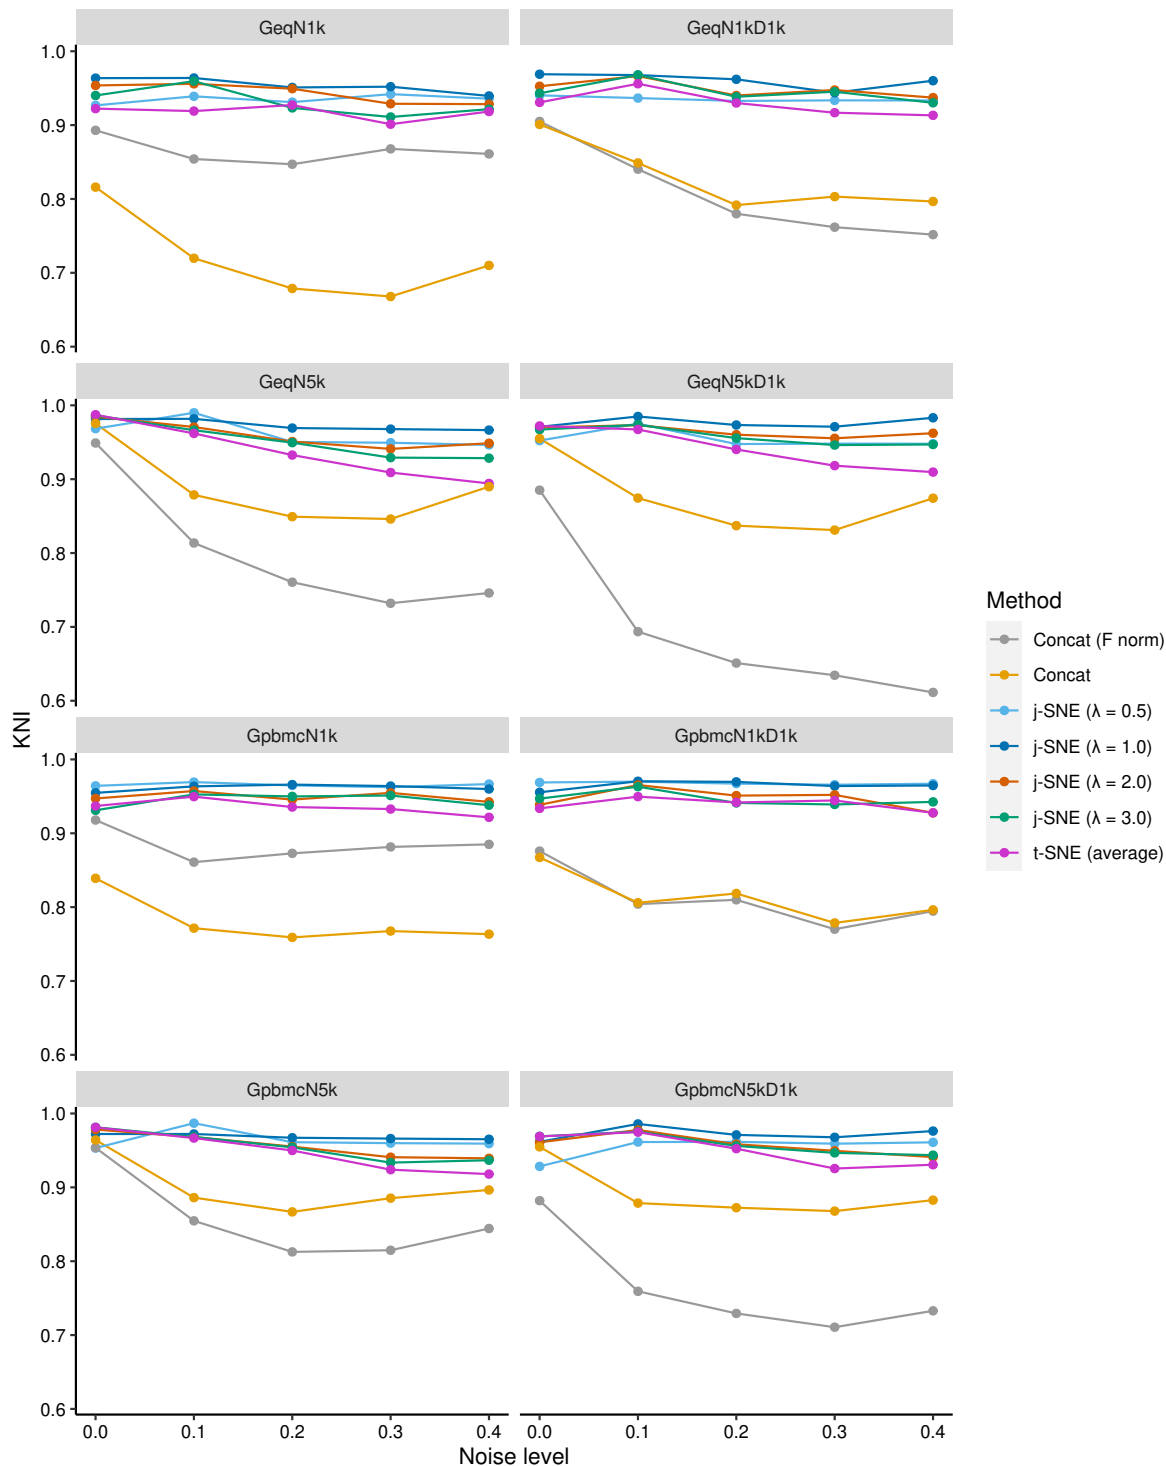 GeqN1k
GeqN1kD1k
1.0
0.9
0.8
0.7
0.6
GeqN5k
GeqN5kD1k
1.0
0.9
0.8
0.7
0.6
GpbmcN1k
GpbmcN1kD1k
1.0
0.9
0.8
0.7
0.6
GpbmcN5k
GpbmcN5kD1k
1.0
0.9
0.8
0.7
0.6
0.0 0.1 0.2 0.3 0.4
0.0 0.1 0.2 0.3 0.4
Noise level
KNI
Method
Concat (F norm)
Concat
j-SNE (λ = 0.5)
j-SNE (λ = 1.0)
j-SNE (λ = 2.0)
j-SNE (λ = 3.0)
t-SNE (average)